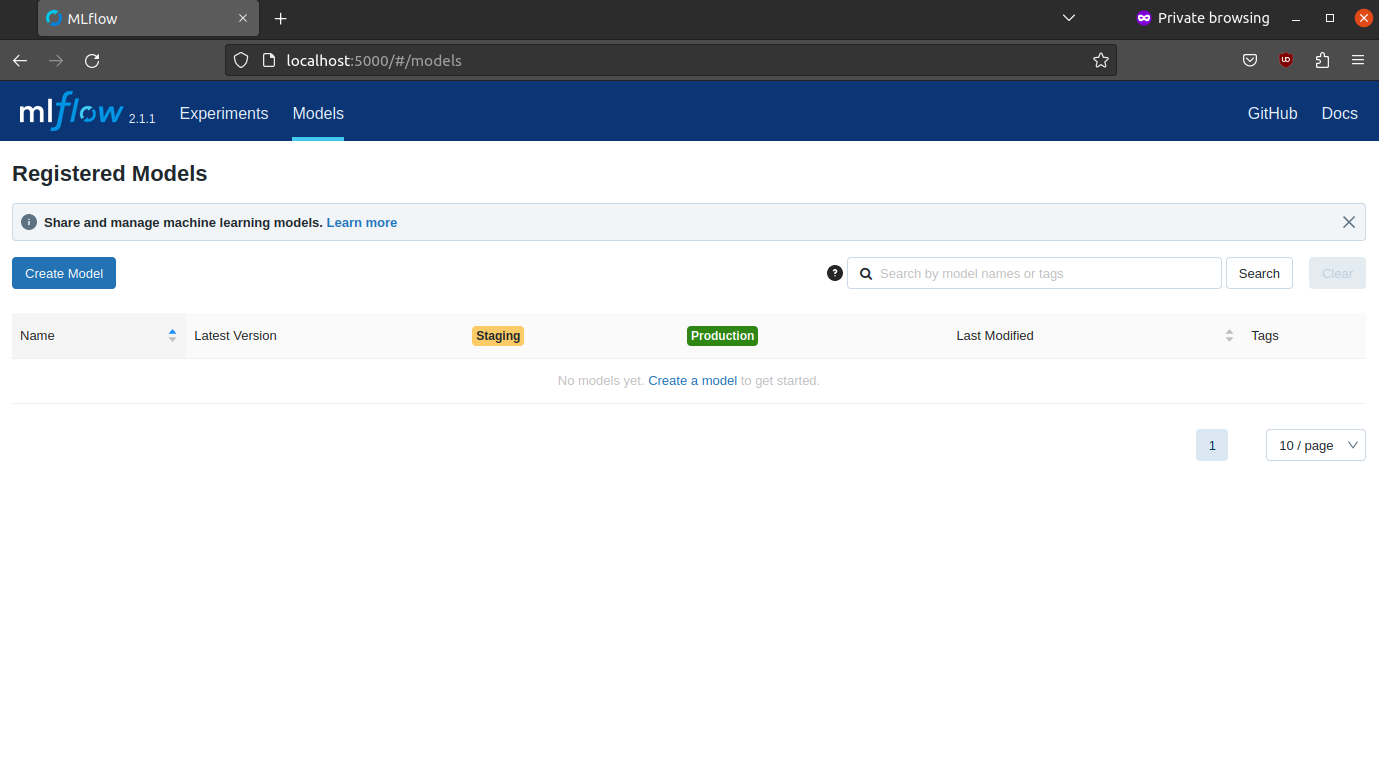 MLflow
Private browsing
localhost:5000/#/models
mlflow 2.1.1 Experiments Models GitHub Docs
Registered Models
Share and manage machine learning models. Learn more
Create Model ? Search by model names or tags Search Clear
Name Latest Version Staging Production Last Modified Tags
No models yet. Create a model to get started.
1 10 / page